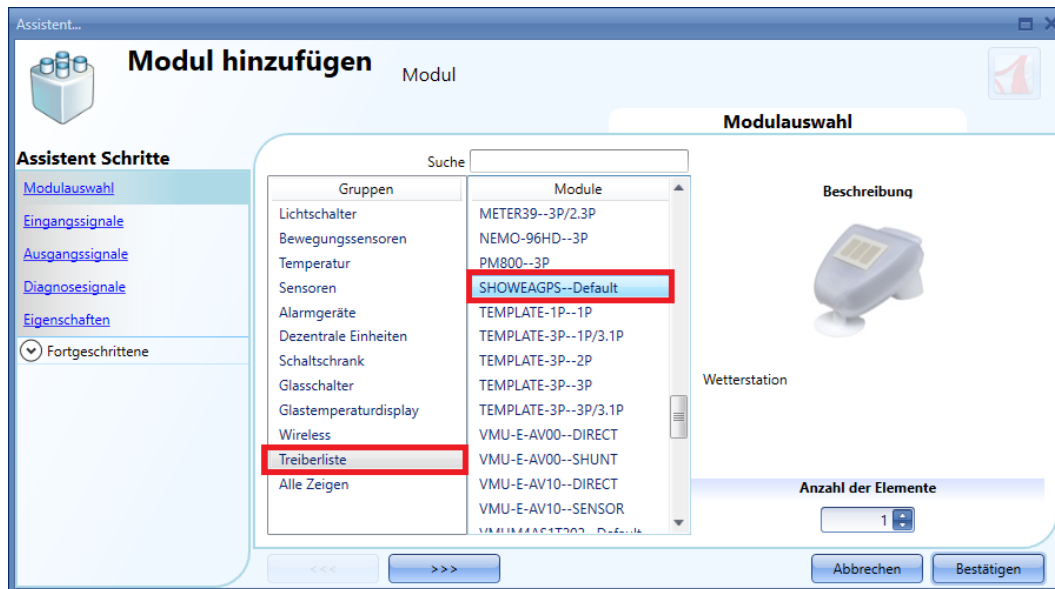 Assistent...
Modul hinzufügen
Modul
Modulauswahl
Assistent Schritte
Modulauswahl
Eingangssignale
Ausgangssignale
Diagnosesignale
Eigenschaften
Fortgeschrittene
Suche
Gruppen
Lichtschalter
Bewegungssensoren
Temperatur
Sensoren
Alarmgeräte
Dezentrale Einheiten
Schaltschrank
Glasschalter
Glastemperaturdisplay
Wireless
Treiberliste
Alle Zeigen
Module
METER39--3P/2.3P
NEMO-96HD--3P
PM800--3P
SHOWEAGPS--Default
TEMPLATE-1P--1P
TEMPLATE-3P--1P/3.1P
TEMPLATE-3P--2P
TEMPLATE-3P--3P
TEMPLATE-3P--3P/3.1P
VMU-E-AV00--DIRECT
VMU-E-AV00--SHUNT
VMU-E-AV10--DIRECT
VMU-E-AV10--SENSOR
Beschreibung
Wetterstation
Anzahl der Elemente
1
<<<
>>>
Abbrechen
Bestätigen